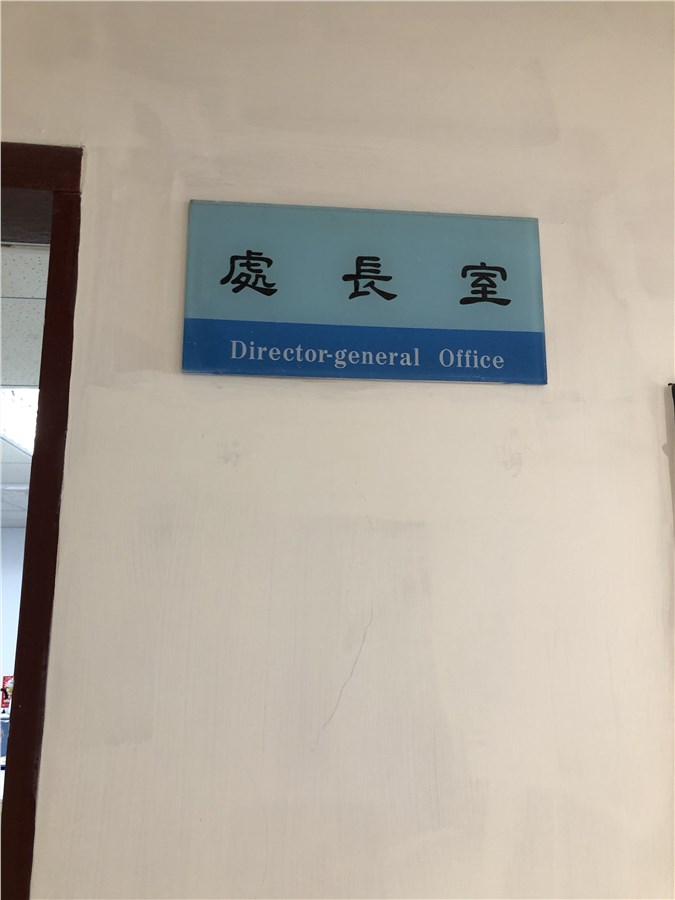 處長室
Director-general Office